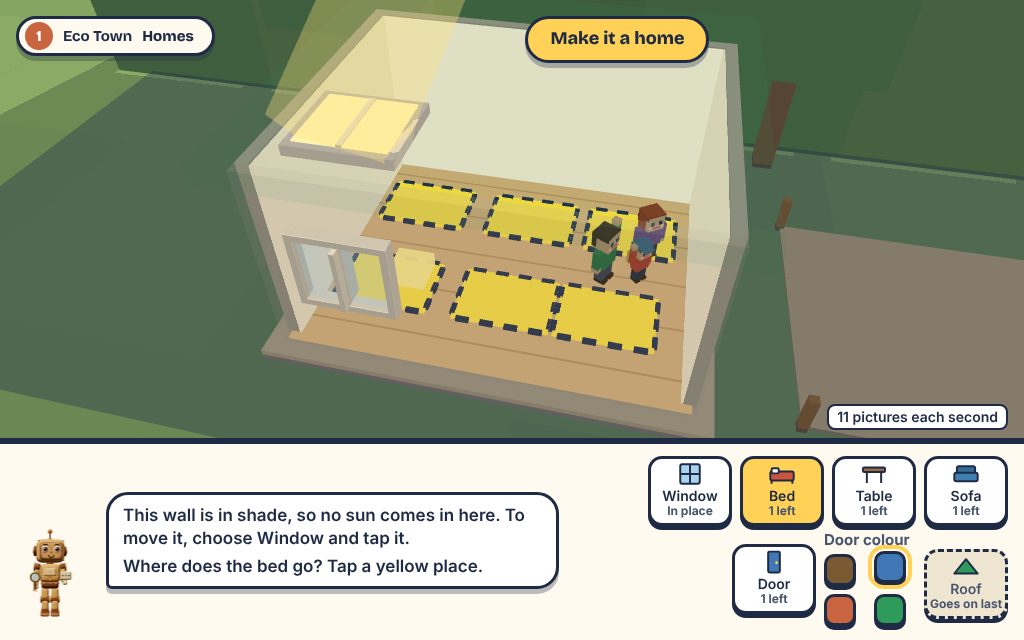 1 Eco Town Homes
Make it a home
11 pictures each second
This wall is in shade, so no sun comes in here. To
move it, choose Window and tap it.
Where does the bed go? Tap a yellow place.
Window
In place
Bed
1 left
Table
1 left
Sofa
1 left
Door
1 left
Door colour
Roof
Goes on last